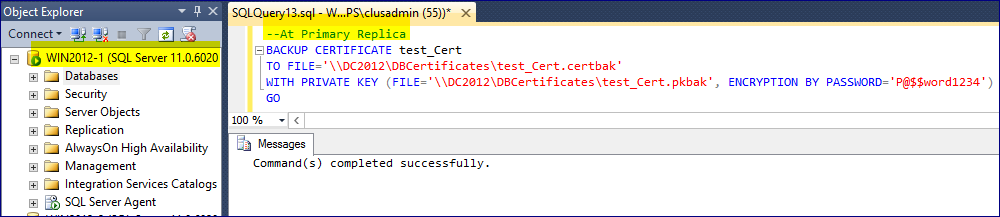 Object Explorer
Connect
WIN2012-1 (SQL Server 11.0.6020
Databases
Security
Server Objects
Replication
AlwaysOn High Availability
Management
Integration Services Catalogs
SQL Server Agent
SQLQuery13.sql - W...PS\clusadmin (55))*
--At Primary Replica
BACKUP CERTIFICATE test_Cert
TO FILE='\\DC2012\DBCertificates\test_Cert.certbak'
WITH PRIVATE KEY (FILE='\\DC2012\DBCertificates\test_Cert.pkbak', ENCRYPTION BY PASSWORD='P@$$word1234')
GO
100 %
Messages
Command(s) completed successfully.